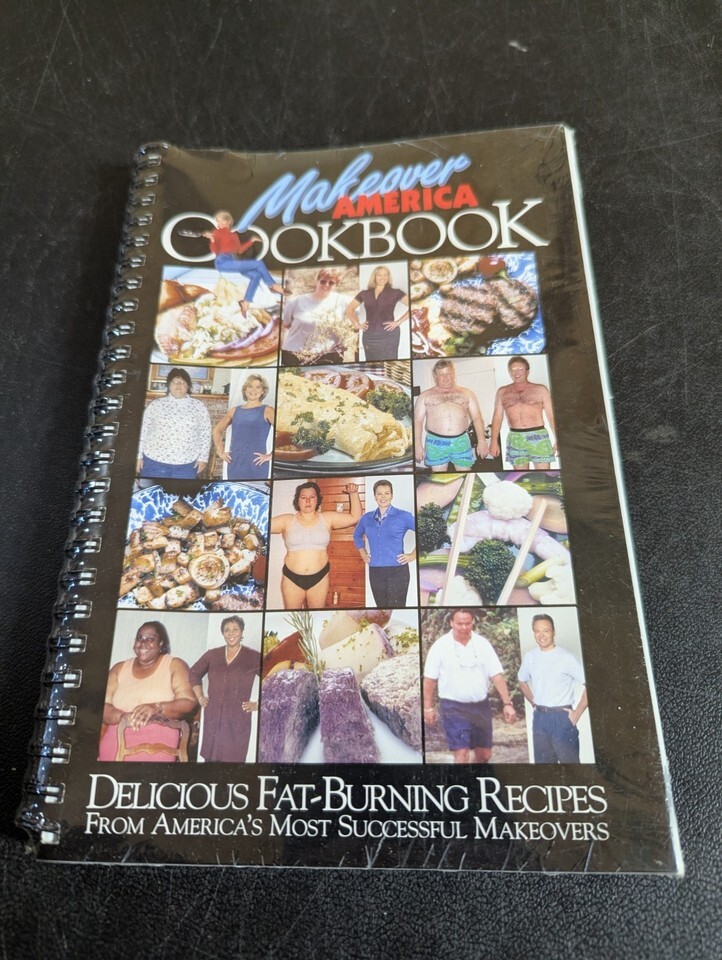 Makeover
AMERICA
COOKBOOK
DELICIOUS FAT-BURNING RECIPES
FROM AMERICA'S MOST SUCCESSFUL MAKEOVERS